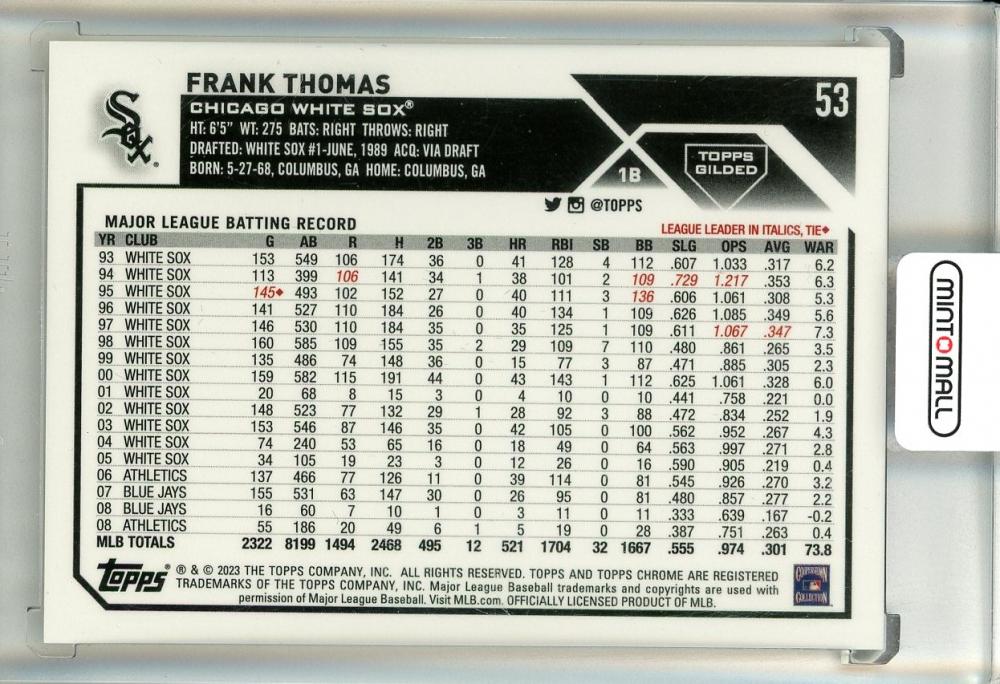 FRANK THOMAS
53
CHICAGO WHITE SOX®
HT: 6'5" WT: 275 BATS: RIGHT THROWS: RIGHT
DRAFTED: WHITE SOX #1-JUNE, 1989 ACQ: VIA DRAFT
BORN: 5-27-68, COLUMBUS, GA HOME: COLUMBUS, GA
Sox
1B
TOPPS
GILDED
@TOPPS
MAJOR LEAGUE BATTING RECORD
LEAGUE LEADER IN ITALICS, TIE♦
YR CLUB G AB R H 2B 3B HR RBI SB BB SLG OPS AVG WAR
93 WHITE SOX 153 549 106 174 36 0 41 128 4 112 .607 1.033 .317 6.2
94 WHITE SOX 113 399 106 141 34 1 38 101 2 109 .729 1.217 .353 6.3
95 WHITE SOX 145♦ 493 102 152 27 0 40 111 3 136 .606 1.061 .308 5.3
96 WHITE SOX 141 527 110 184 26 0 40 134 1 109 .626 1.085 .349 5.6
97 WHITE SOX 146 530 110 184 35 0 35 125 1 109 .611 1.067 .347 7.3
98 WHITE SOX 160 585 109 155 35 2 29 109 7 110 .480 .861 .265 3.5
99 WHITE SOX 135 486 74 148 36 0 15 77 3 87 .471 .885 .305 2.3
00 WHITE SOX 159 582 115 191 44 0 43 143 1 112 .625 1.061 .328 6.0
01 WHITE SOX 20 68 8 15 3 0 4 10 0 10 .441 .758 .221 0.0
02 WHITE SOX 148 523 77 132 29 1 28 92 3 88 .472 .834 .252 1.9
03 WHITE SOX 153 546 87 146 35 0 42 105 0 100 .562 .952 .267 4.3
04 WHITE SOX 74 240 53 65 16 0 18 49 0 64 .563 .997 .271 2.8
05 WHITE SOX 34 105 19 23 3 0 12 26 0 16 .590 .905 .219 0.4
06 ATHLETICS 137 466 77 126 11 0 39 114 0 81 .545 .926 .270 3.2
07 BLUE JAYS 155 531 63 147 30 0 26 95 0 81 .480 .857 .277 2.2
08 BLUE JAYS 16 60 7 10 1 0 3 11 0 11 .333 .639 .167 -0.2
08 ATHLETICS 55 186 20 49 6 1 5 19 0 28 .387 .751 .263 0.4
MLB TOTALS 2322 8199 1494 2468 495 12 521 1704 32 1667 .555 .974 .301 73.8
topps ® & © 2023 THE TOPPS COMPANY, INC. ALL RIGHTS RESERVED. TOPPS AND TOPPS CHROME ARE REGISTERED
TRADEMARKS OF THE TOPPS COMPANY, INC. Major League Baseball trademarks and copyrights are used with
permission of Major League Baseball. Visit MLB.com. OFFICIALLY LICENSED PRODUCT OF MLB.
COOPERSTOWN
COLLECTION
MINT MALL